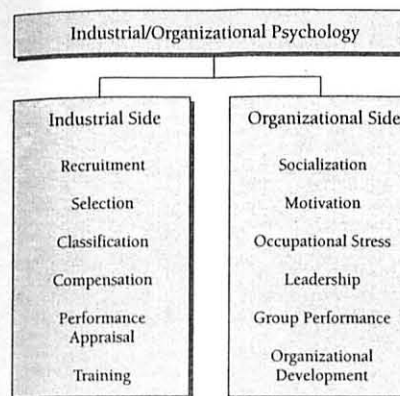 Industrial/Organizational Psychology
Industrial Side
Recruitment
Selection
Classification
Compensation
Performance
Appraisal
Training
Organizational Side
Socialization
Motivation
Occupational Stress
Leadership
Group Performance
Organizational
Development